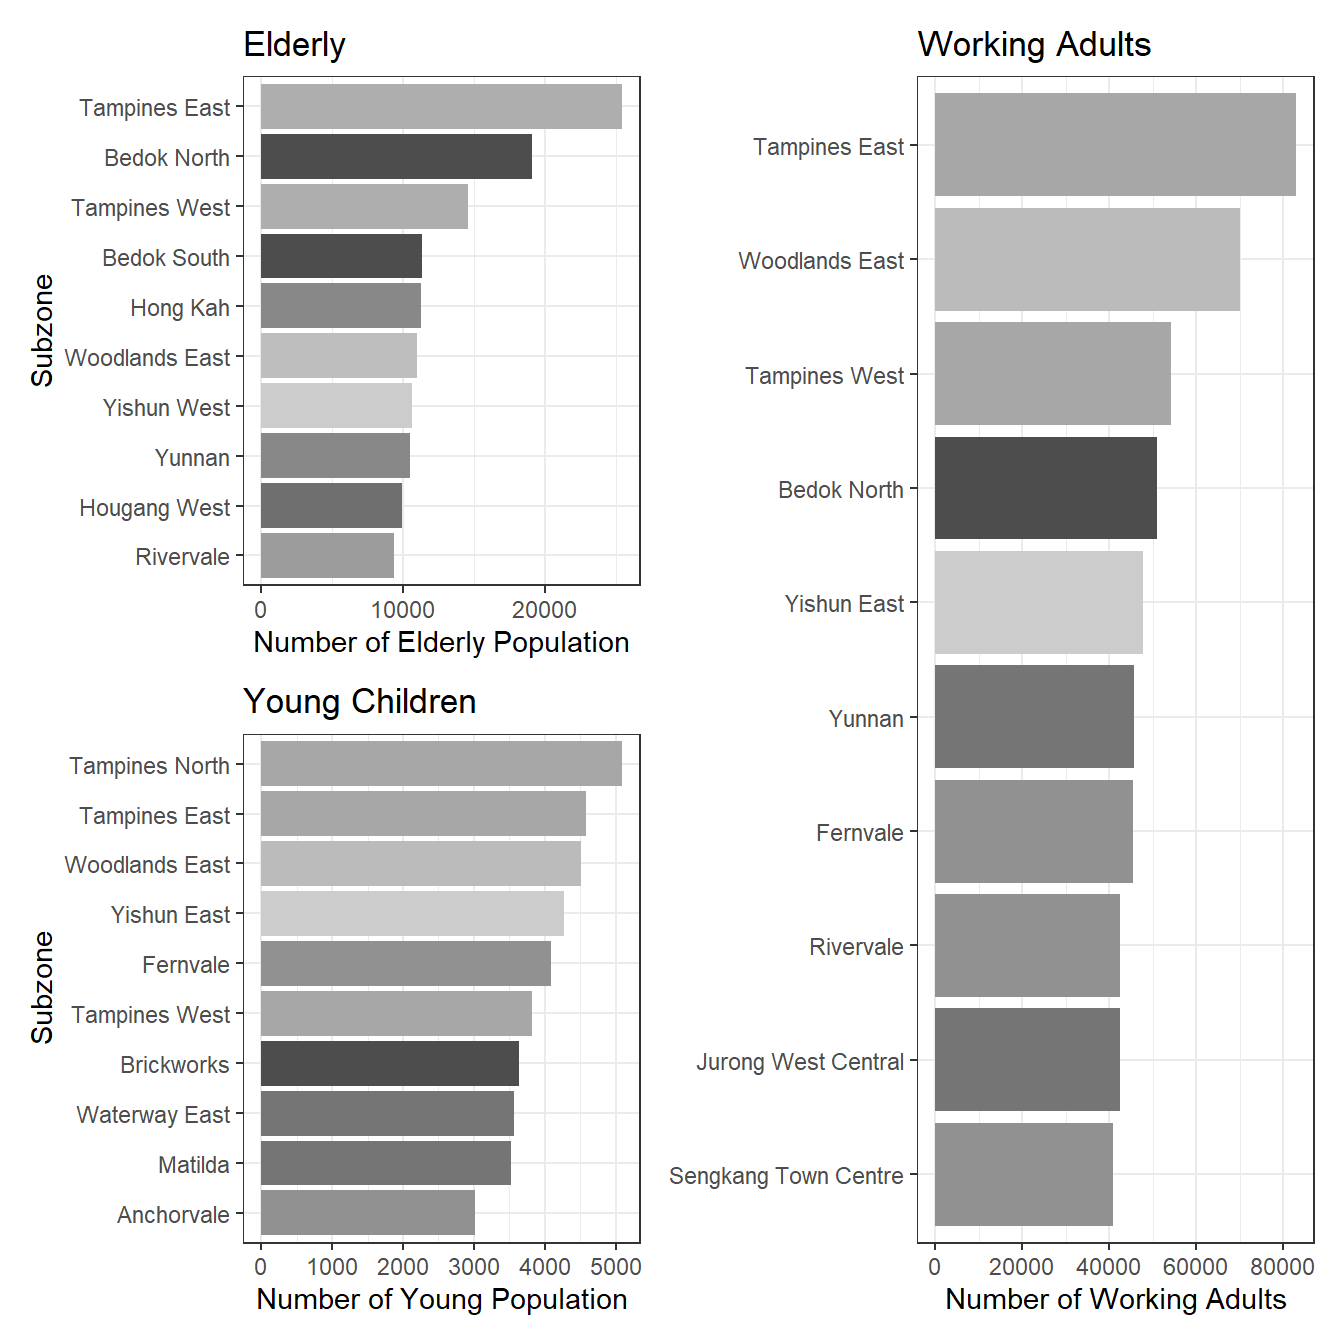 Elderly
Subzone
Tampines East
Bedok North
Tampines West
Bedok South
Hong Kah
Woodlands East
Yishun West
Yunnan
Hougang West
Rivervale
0 10000 20000
Number of Elderly Population
Young Children
Subzone
Tampines North
Tampines East
Woodlands East
Yishun East
Fernvale
Tampines West
Brickworks
Waterway East
Matilda
Anchorvale
0 1000 2000 3000 4000 5000
Number of Young Population
Working Adults
Tampines East
Woodlands East
Tampines West
Bedok North
Yishun East
Yunnan
Fernvale
Rivervale
Jurong West Central
Sengkang Town Centre
0 20000 40000 60000 80000
Number of Working Adults